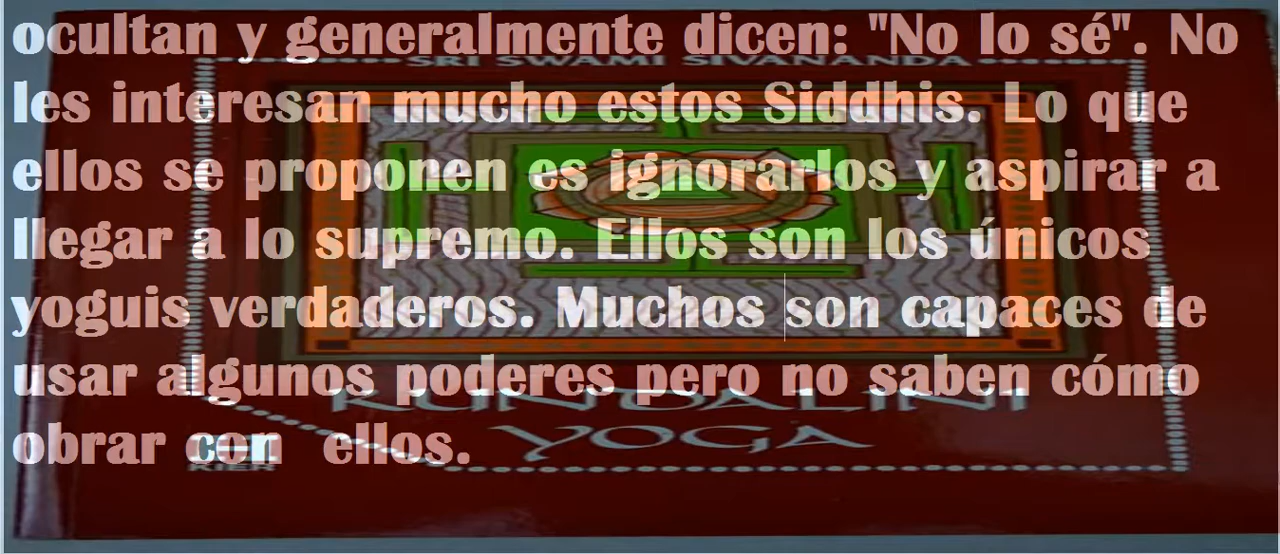 ocultan y generalmente dicen: "No lo sé". No
SRI SWAMI SIVANANDA
les interesan mucho estos Siddhis. Lo que
ellos se proponen es ignorarlos y aspirar a
llegar a lo supremo. Ellos son los únicos
yoguis verdaderos. Muchos son capaces de
usar algunos poderes pero no saben cómo
KUNDALINI
obrar con ellos.
YOGA
KIER